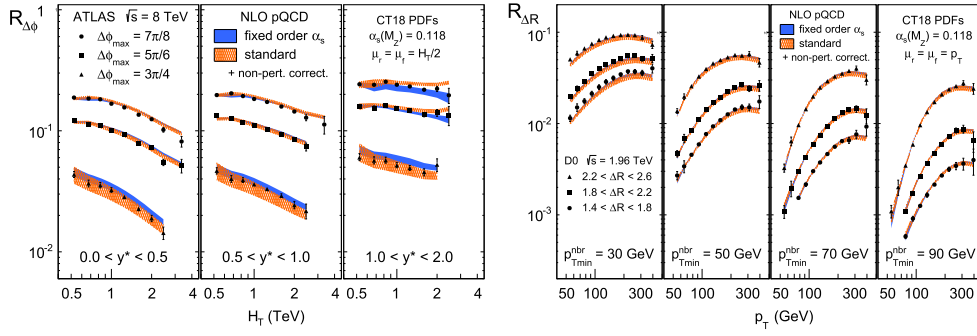 R_Δϕ
ATLAS √s = 8 TeV
Δϕ_max = 7π/8
Δϕ_max = 5π/6
Δϕ_max = 3π/4
NLO pQCD
fixed order α_s
standard
+ non-pert. correct.
CT18 PDFs
α_s(M_Z) = 0.118
μ_r = μ_f = H_T/2
1
10^-1
10^-2
0.0 < y* < 0.5
0.5 < y* < 1.0
1.0 < y* < 2.0
0.5 1 2 4
0.5 1 2 4
0.5 1 2 4
H_T (TeV)
R_ΔR
NLO pQCD
fixed order α_s
standard
+ non-pert. correct.
CT18 PDFs
α_s(M_Z) = 0.118
μ_r = μ_f = p_T
10^-1
10^-2
10^-3
D0 √s = 1.96 TeV
2.2 < ΔR < 2.6
1.8 < ΔR < 2.2
1.4 < ΔR < 1.8
p_Tmin^nbr = 30 GeV
p_Tmin^nbr = 50 GeV
p_Tmin^nbr = 70 GeV
p_Tmin^nbr = 90 GeV
50 100 300
50 100 300
50 100 300
50 100 300
p_T (GeV)